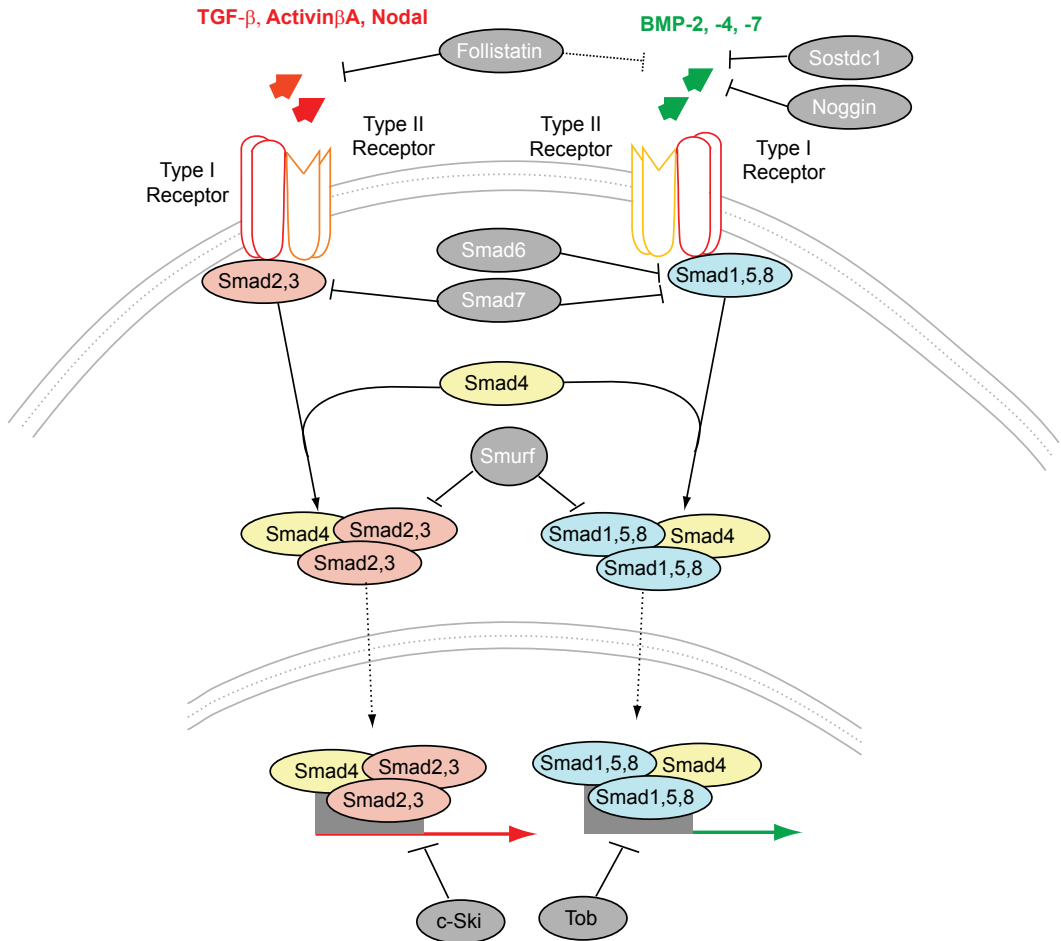 TGF-β, ActivinβA, Nodal
BMP-2, -4, -7
Follistatin
Sostdc1
Noggin
Type II
Receptor
Type II
Receptor
Type I
Receptor
Type I
Receptor
Smad6
Smad2,3
Smad7
Smad1,5,8
Smad4
Smurf
Smad4
Smad2,3
Smad2,3
Smad1,5,8
Smad4
Smad1,5,8
Smad4
Smad2,3
Smad2,3
Smad1,5,8
Smad4
Smad1,5,8
c-Ski
Tob